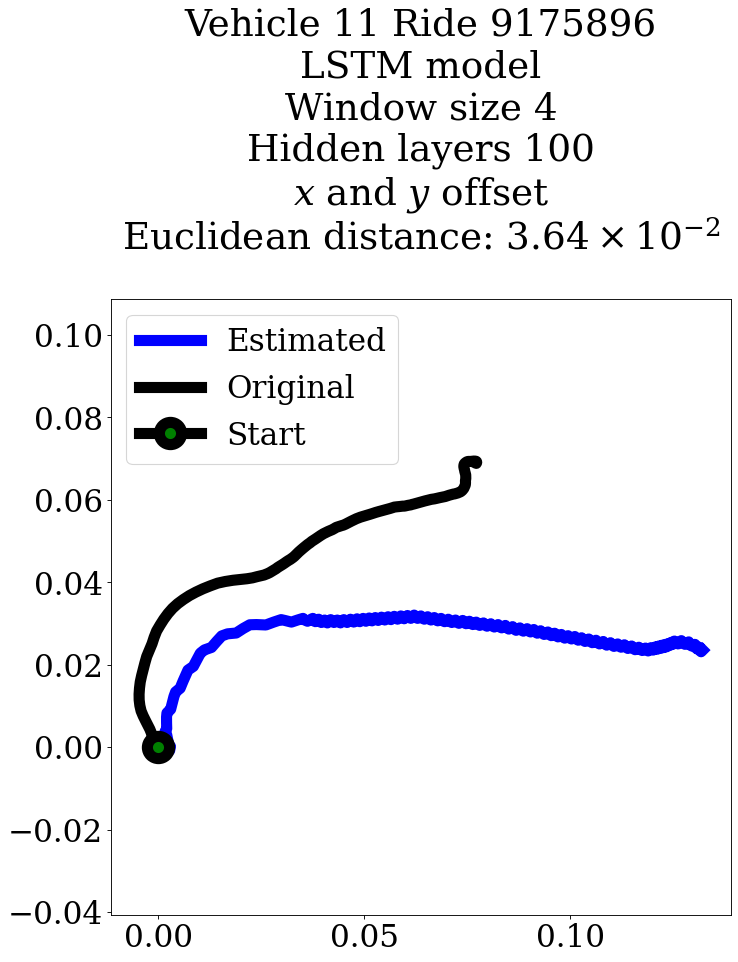 Vehicle 11 Ride 9175896
LSTM model
Window size 4
Hidden layers 100
x and y offset
Euclidean distance: 3.64 × 10⁻²
Estimated
Original
Start
0.10
0.08
0.06
0.04
0.02
0.00
−0.02
−0.04
0.00 0.05 0.10